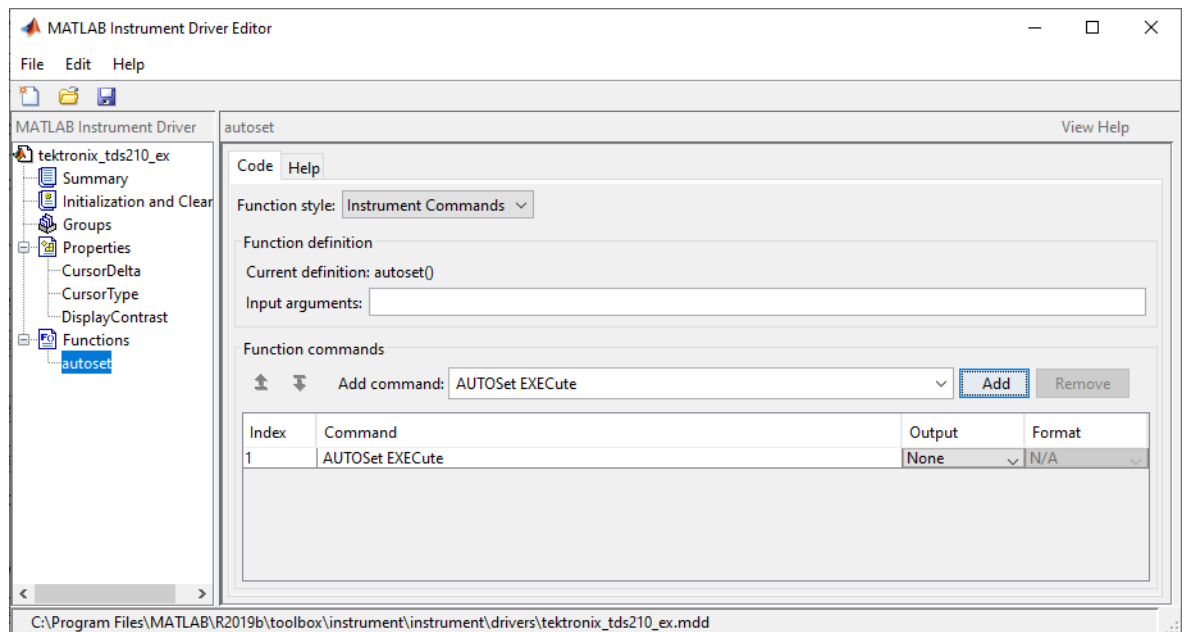 MATLAB Instrument Driver Editor
File Edit Help
MATLAB Instrument Driver
autoset View Help
tektronix_tds210_ex
Summary
Initialization and Clear
Groups
Properties
CursorDelta
CursorType
DisplayContrast
Functions
autoset
Code Help
Function style: Instrument Commands
Function definition
Current definition: autoset()
Input arguments:
Function commands
Add command: AUTOSet EXECute Add Remove
Index Command Output Format
1 AUTOSet EXECute None N/A
C:\Program Files\MATLAB\R2019b\toolbox\instrument\instrument\drivers\tektronix_tds210_ex.mdd